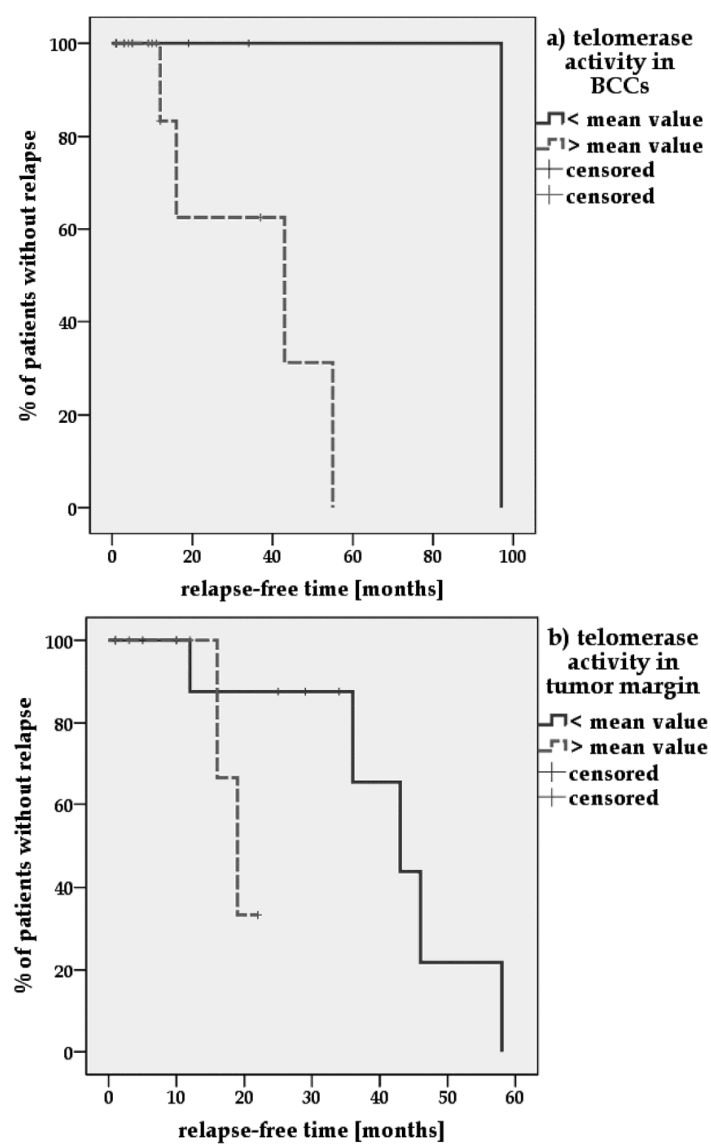 a) telomerase
activity in
BCCs
< mean value
> mean value
censored
censored
% of patients without relapse
100
80
60
40
20
0
0 20 40 60 80 100
relapse-free time [months]
b) telomerase
activity in
tumor margin
< mean value
> mean value
censored
censored
% of patients without relapse
100
80
60
40
20
0
0 10 20 30 40 50 60
relapse-free time [months]